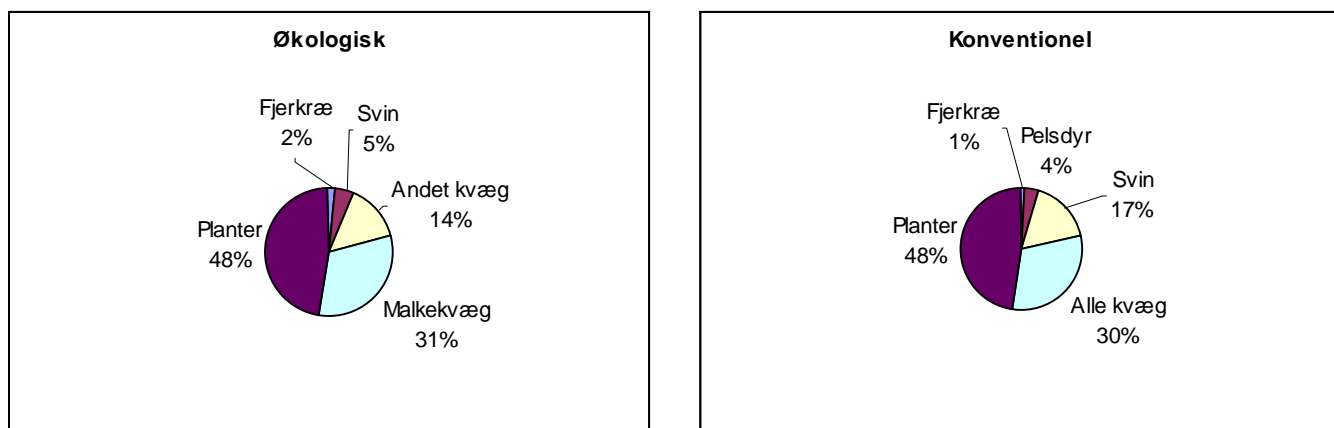 Økologisk
Fjerkræ
2%
Svin
5%
Andet kvæg
14%
Planter
48%
Malkekvæg
31%
Konventionel
Fjerkræ
1%
Pelsdyr
4%
Svin
17%
Planter
48%
Alle kvæg
30%